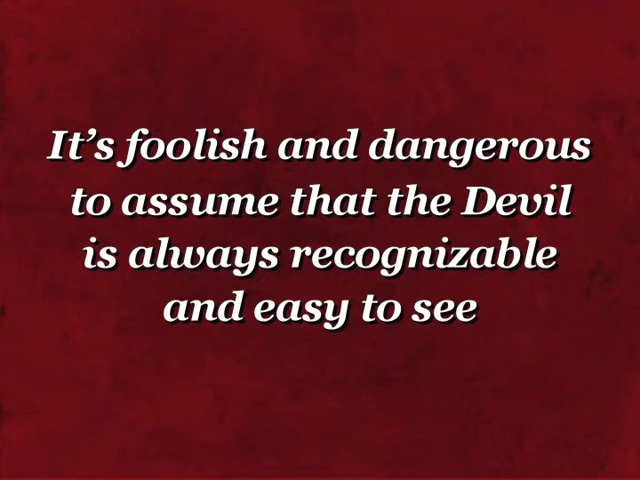 It’s foolish and dangerous
to assume that the Devil
is always recognizable
and easy to see